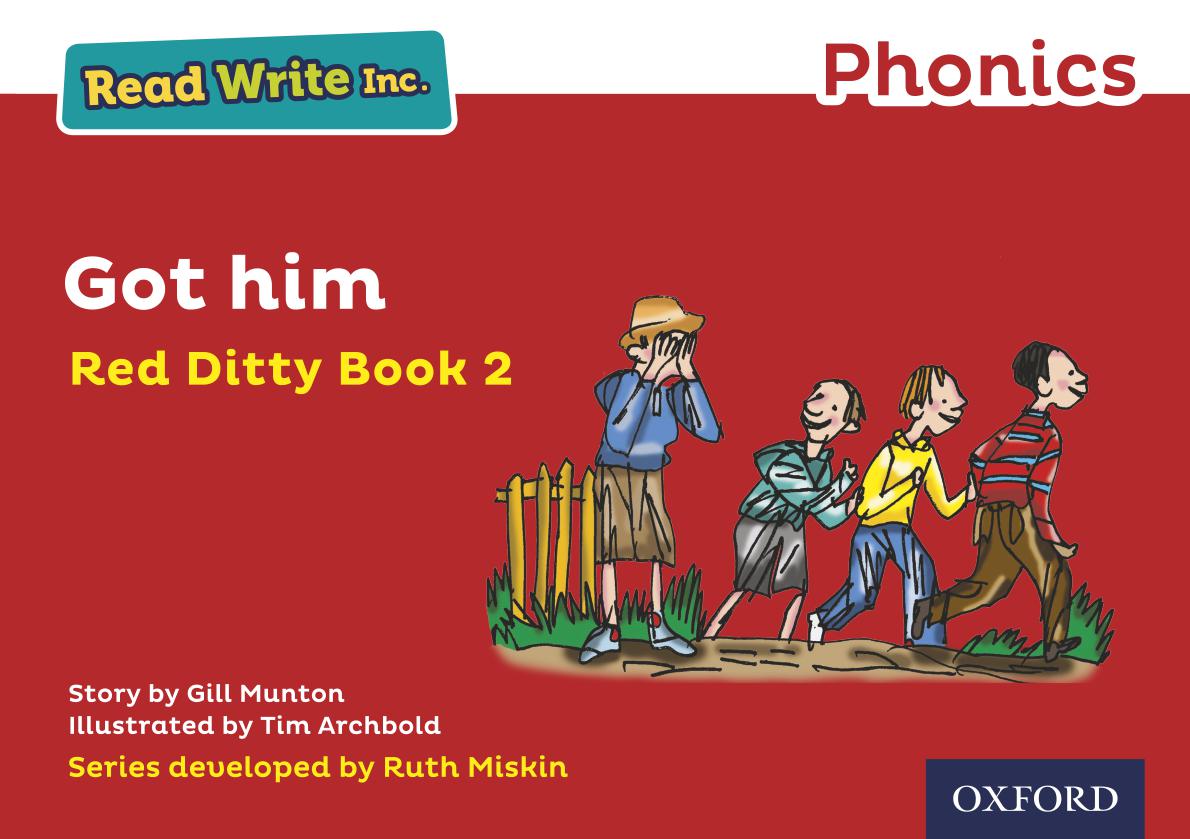 Read Write Inc.
Phonics
Got him
Red Ditty Book 2
Story by Gill Munton
Illustrated by Tim Archbold
Series developed by Ruth Miskin
OXFORD